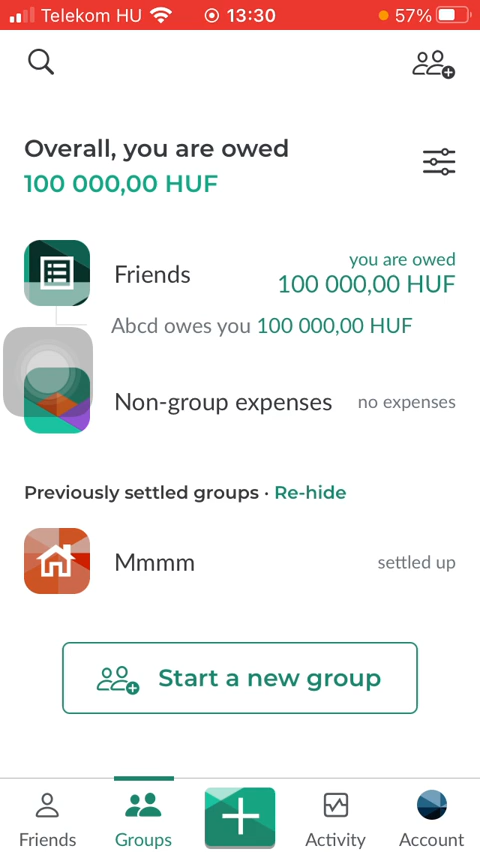 Telekom HU 13:30 57%
Overall, you are owed
100 000,00 HUF
Friends
you are owed
100 000,00 HUF
Abcd owes you 100 000,00 HUF
Non-group expenses
no expenses
Previously settled groups · Re-hide
Mmmm
settled up
Start a new group
Friends Groups Activity Account